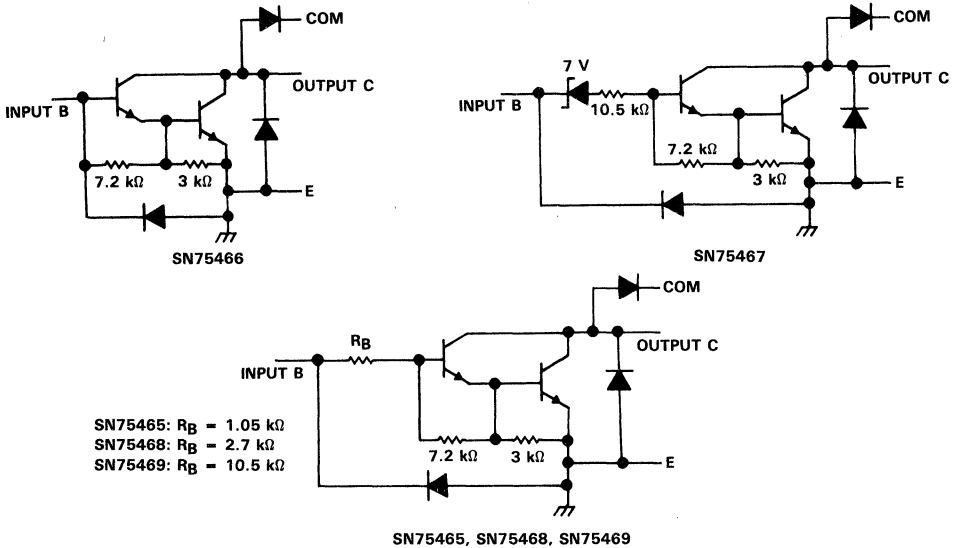 COM
OUTPUT C
INPUT B
7.2 kΩ
3 kΩ
E
SN75466
COM
7 V
OUTPUT C
INPUT B
10.5 kΩ
7.2 kΩ
3 kΩ
E
SN75467
COM
RB
OUTPUT C
INPUT B
SN75465: RB = 1.05 kΩ
SN75468: RB = 2.7 kΩ
SN75469: RB = 10.5 kΩ
7.2 kΩ
3 kΩ
E
SN75465, SN75468, SN75469